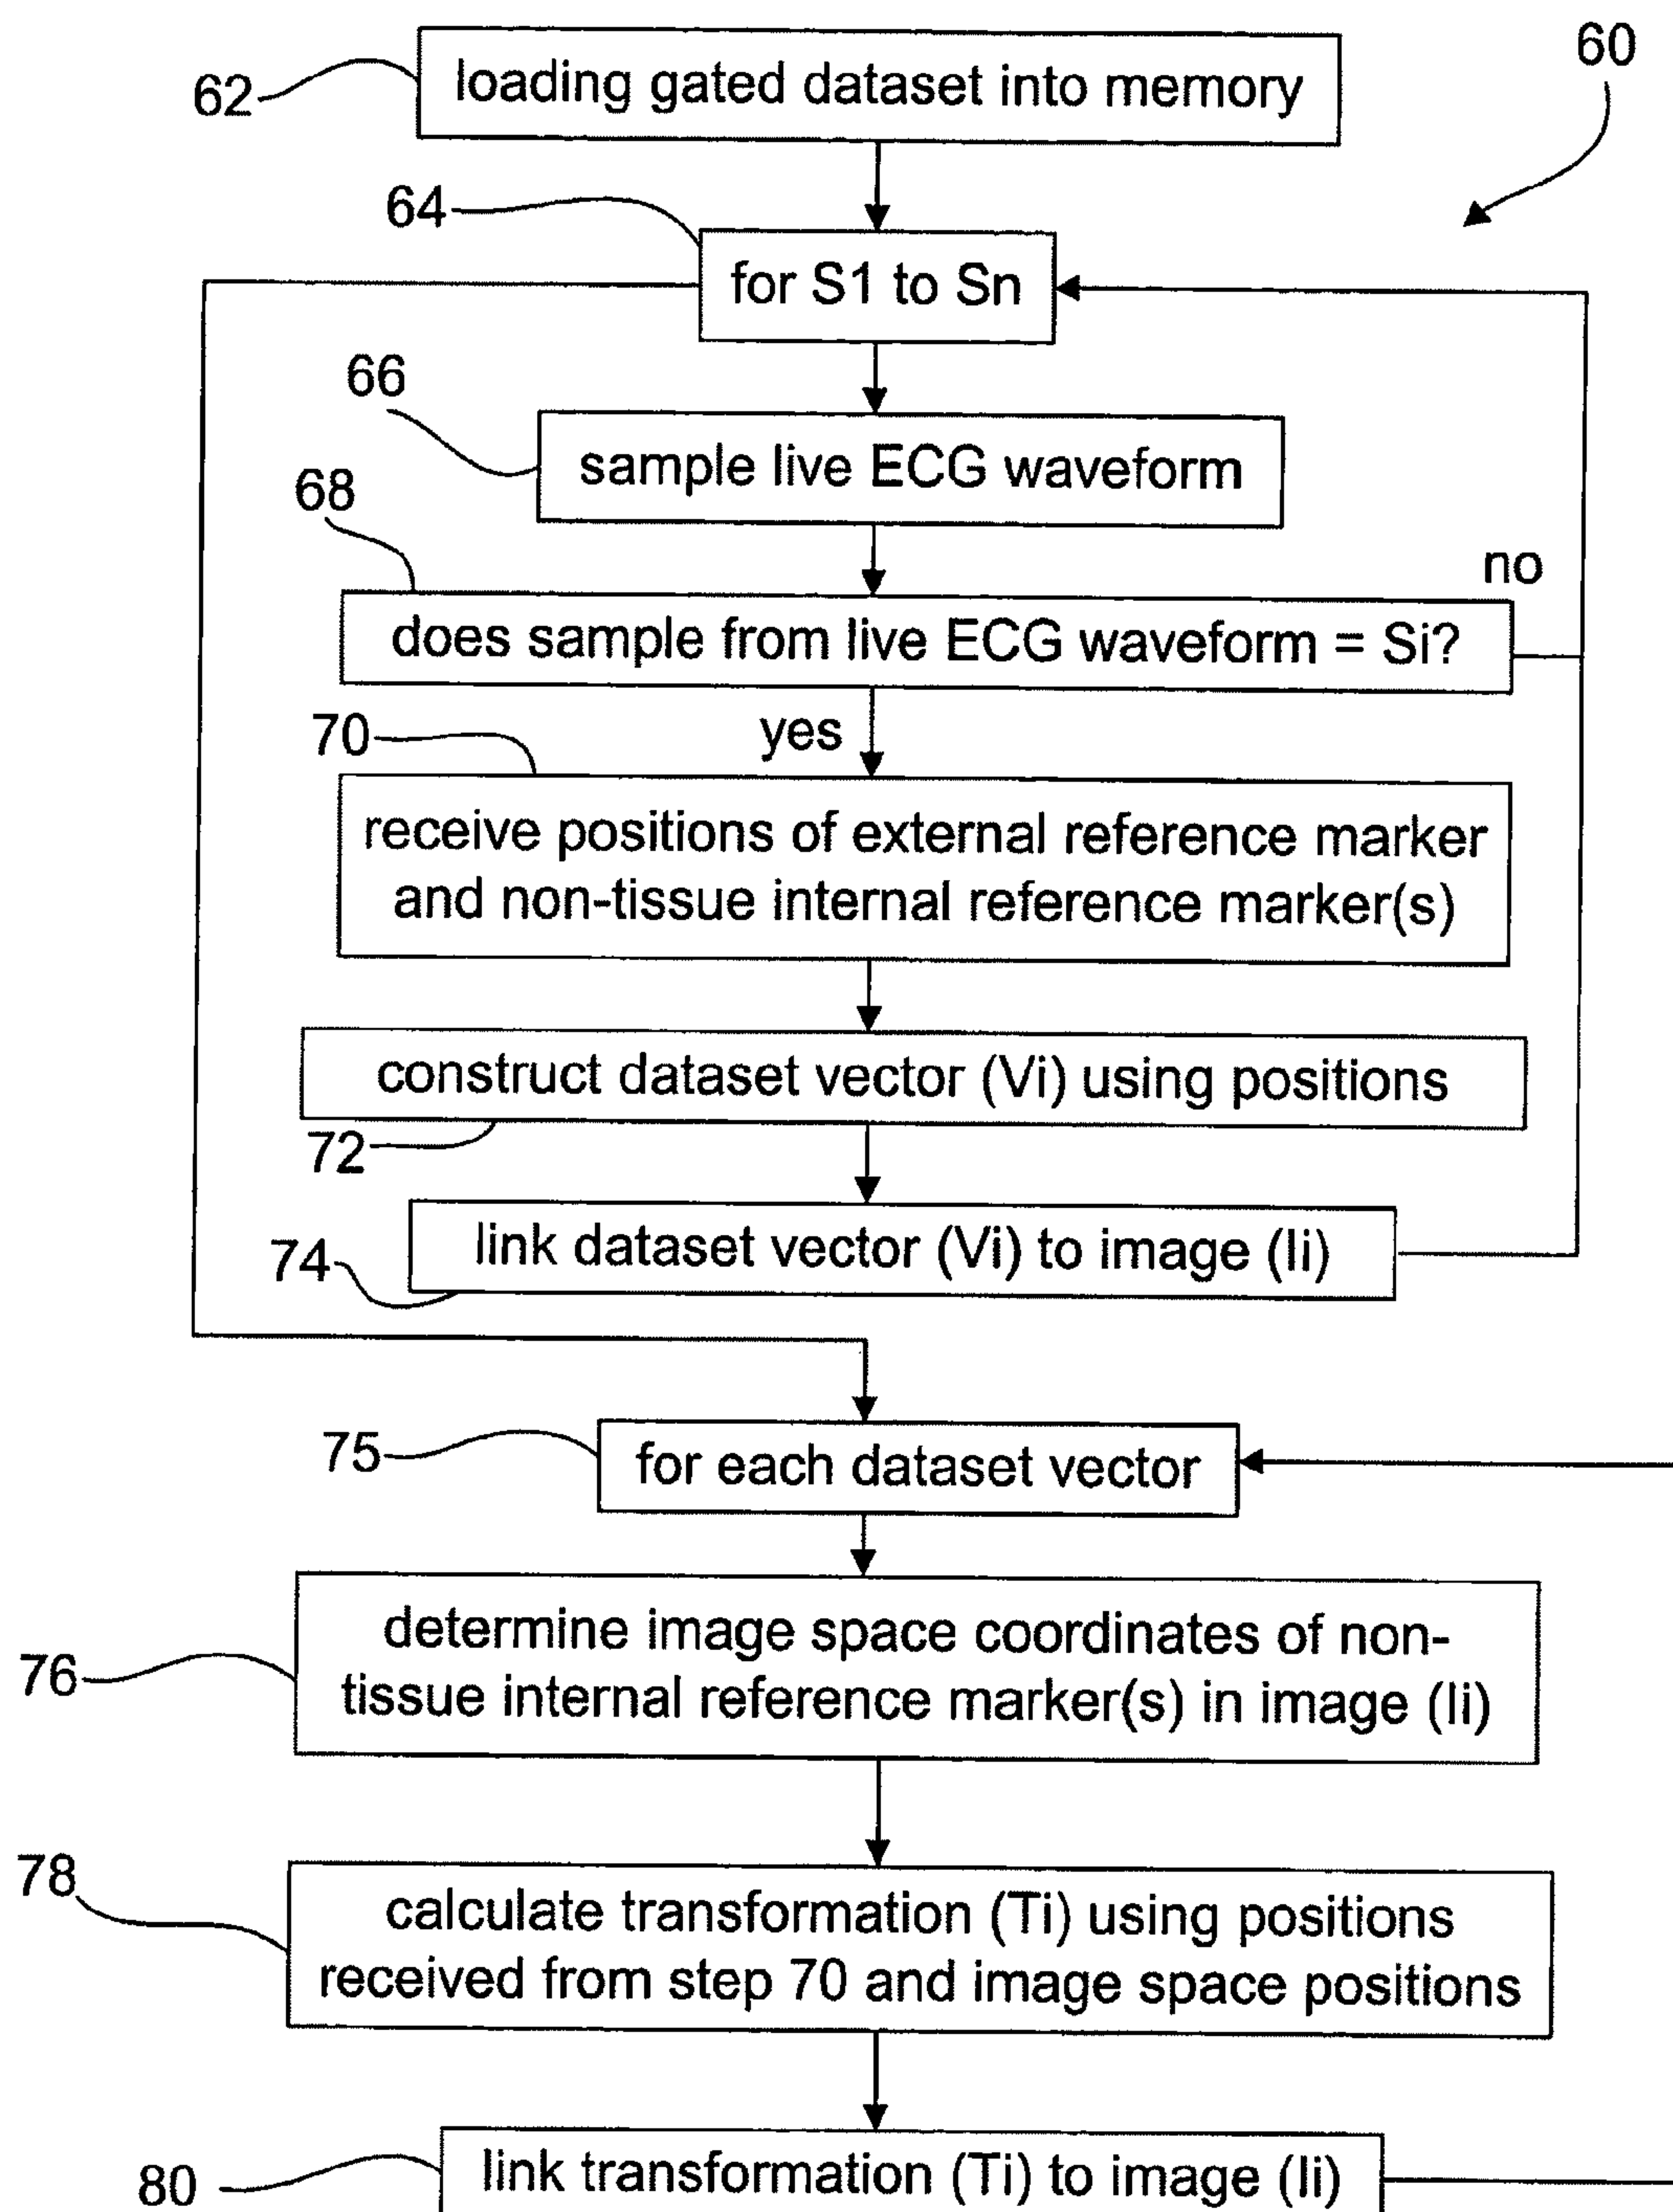 60
62
loading gated dataset into memory
64
for S1 to Sn
66
sample live ECG waveform
68
no
does sample from live ECG waveform = Si?
yes
70
receive positions of external reference marker
and non-tissue internal reference marker(s)
construct dataset vector (Vi) using positions
72
link dataset vector (Vi) to image (Ii)
74
75
for each dataset vector
76
determine image space coordinates of non-
tissue internal reference marker(s) in image (Ii)
78
calculate transformation (Ti) using positions
received from step 70 and image space positions
80
link transformation (Ti) to image (Ii)